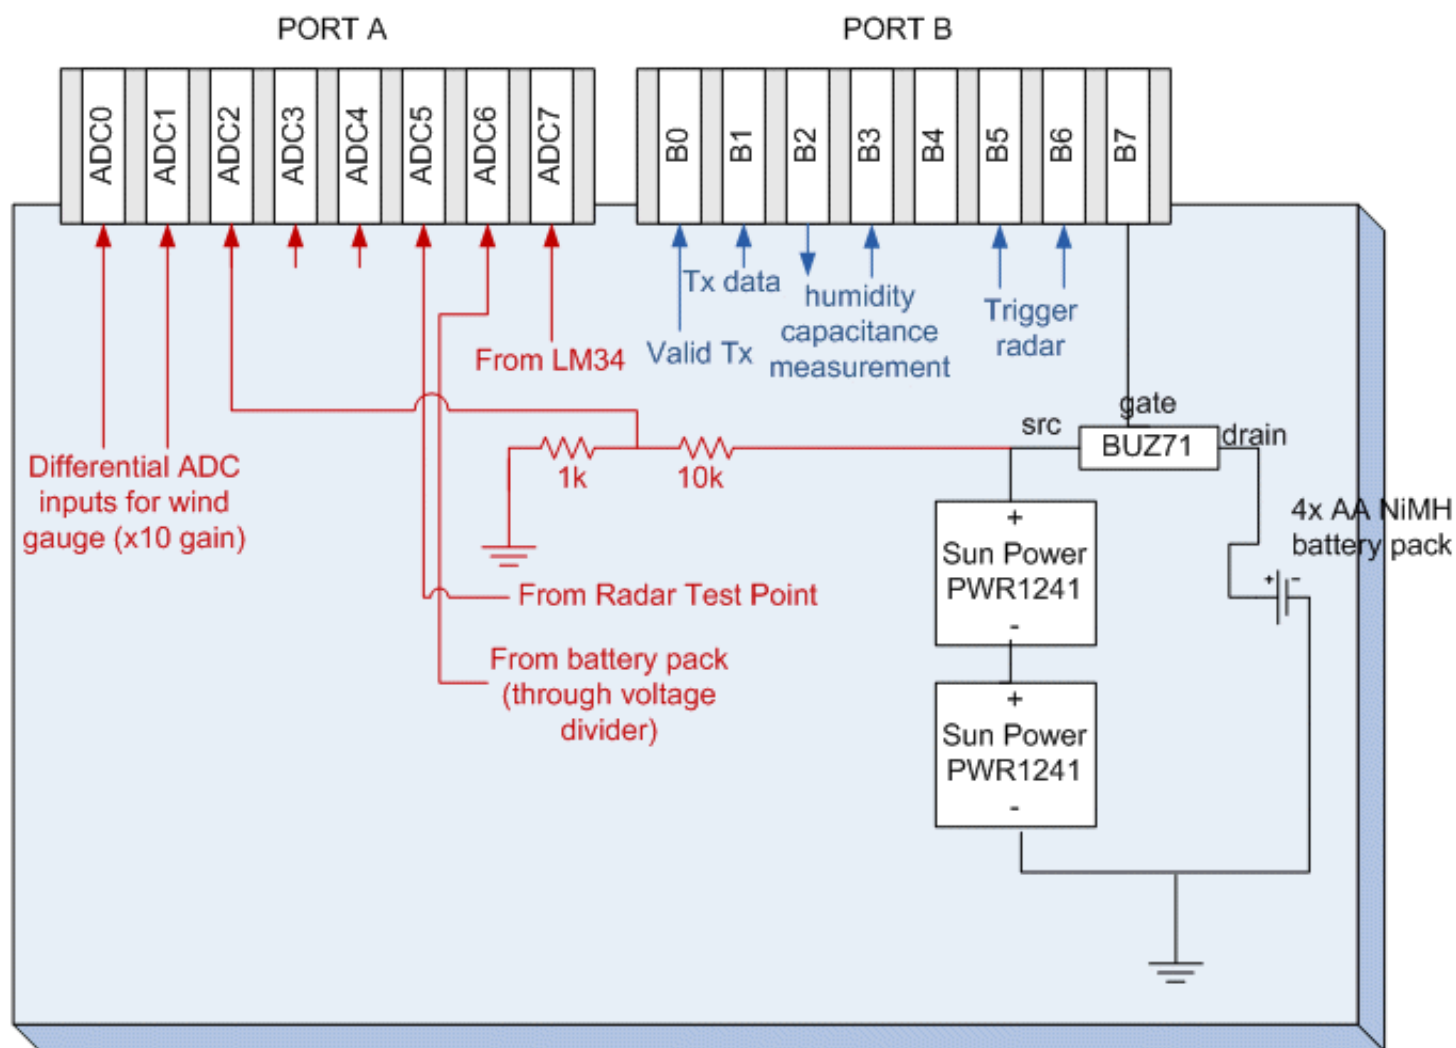 PORT A
PORT B
ADC0
ADC1
ADC2
ADC3
ADC4
ADC5
ADC6
ADC7
B0
B1
B2
B3
B4
B5
B6
B7
Tx data
Valid Tx
humidity
capacitance
measurement
Trigger
radar
From LM34
src
gate
BUZ71
drain
1k
10k
Differential ADC
inputs for wind
gauge (x10 gain)
4x AA NiMH
battery pack
+ -
+
Sun Power
PWR1241
-
From Radar Test Point
From battery pack
(through voltage
divider)
+
Sun Power
PWR1241
-